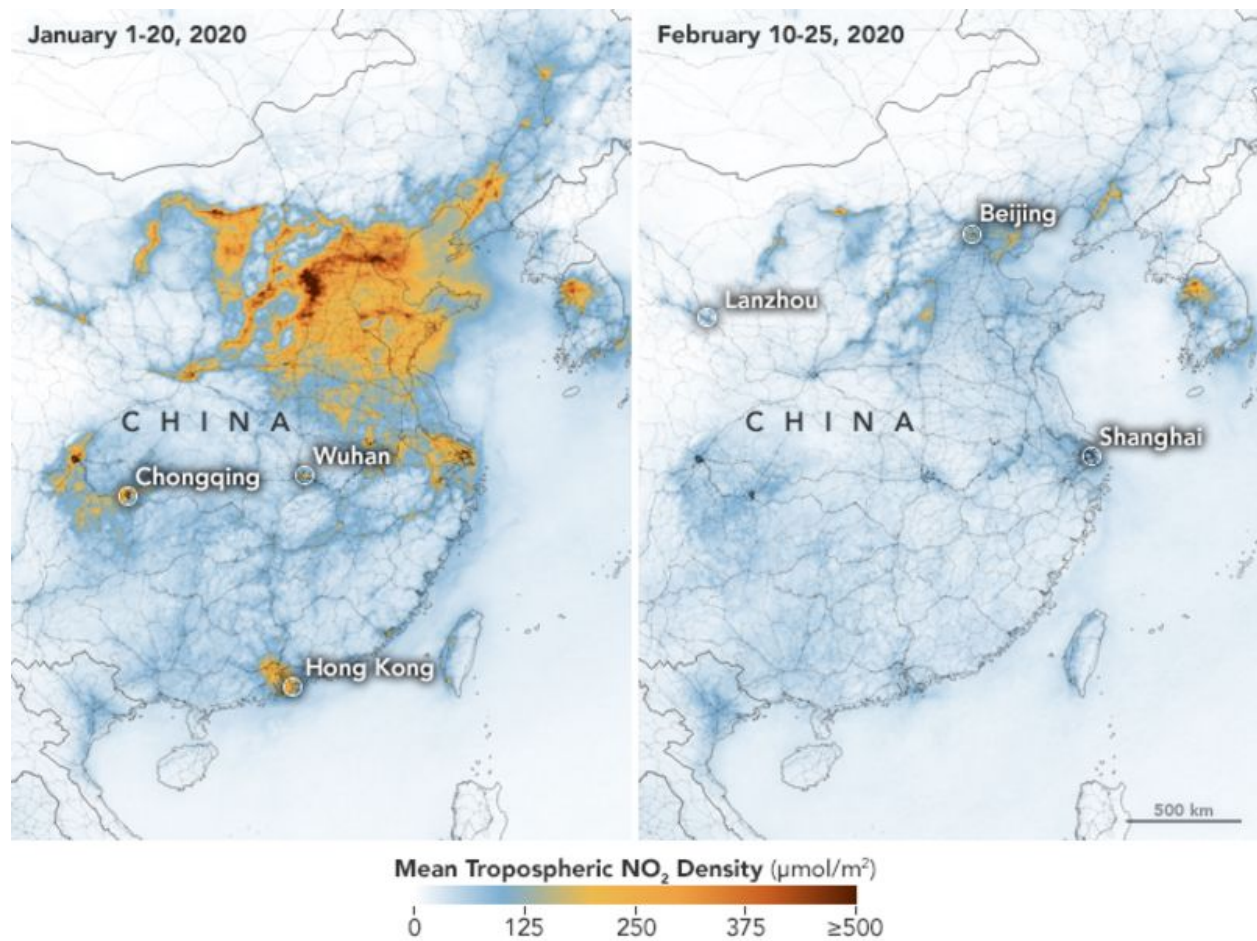 January 1-20, 2020
February 10-25, 2020
Beijing
Lanzhou
CHINA
CHINA
Wuhan
Shanghai
Chongqing
Hong Kong
500 km
Mean Tropospheric NO₂ Density (µmol/m²)
0 125 250 375 ≥500